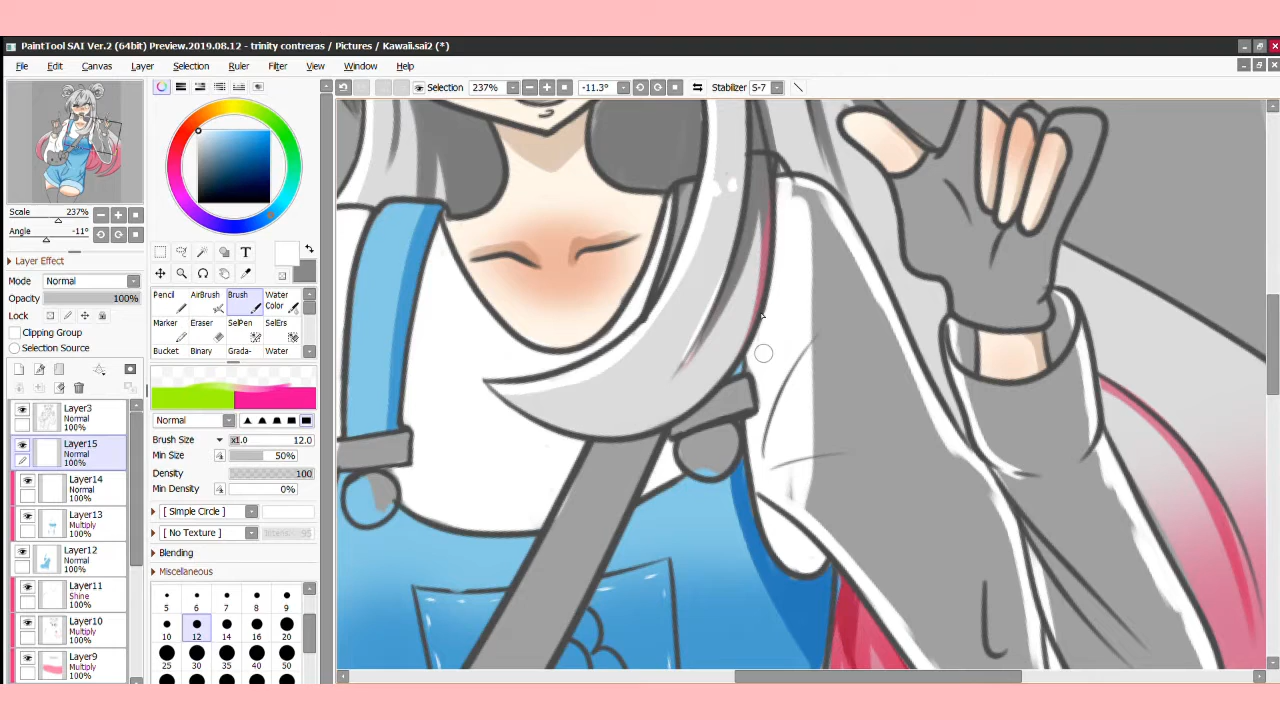 PaintTool SAI Ver.2 (64bit) Preview.2019.08.12 - trinity contreras / Pictures / Kawaii.sai2 (*)
File Edit Canvas Layer Selection Ruler Filter View Window Help
Selection 237% -11.3° Stabilizer S-7
Scale 237%
Angle -11°
Layer Effect
Mode Normal
Opacity 100%
Lock
Clipping Group
Selection Source
Layer3
Normal
100%
Layer15
Normal
100%
Layer14
Normal
100%
Layer13
Multiply
100%
Layer12
Normal
100%
Layer11
Shine
100%
Layer10
Multiply
100%
Layer9
Multiply
100%
T
Pencil AirBrush Brush Water Color
Marker Eraser SelPen SelErs
Bucket Binary Grada- Water
Normal
Brush Size x1.0 12.0
Min Size 50%
Density 100
Min Density 0%
[ Simple Circle ]
[ No Texture ]
Blending
Miscellaneous
5 6 7 8 9
10 12 14 16 20
25 30 35 40 50